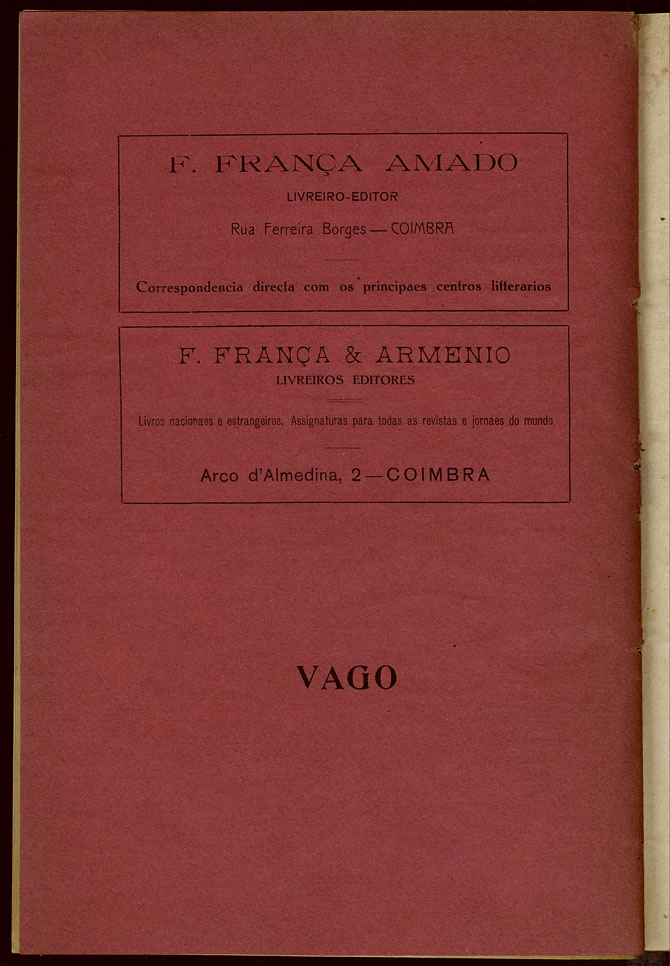 F. FRANÇA AMADO
LIVREIRO-EDITOR
Rua Ferreira Borges — COIMBRA
Correspondencia directa com os principaes centros litterarios
F. FRANÇA & ARMENIO
LIVREIROS EDITORES
Livros nacionaes e estrangeiros. Assignaturas para todas as revistas e jornaes do mundo
Arco d'Almedina, 2 — COIMBRA
VAGO